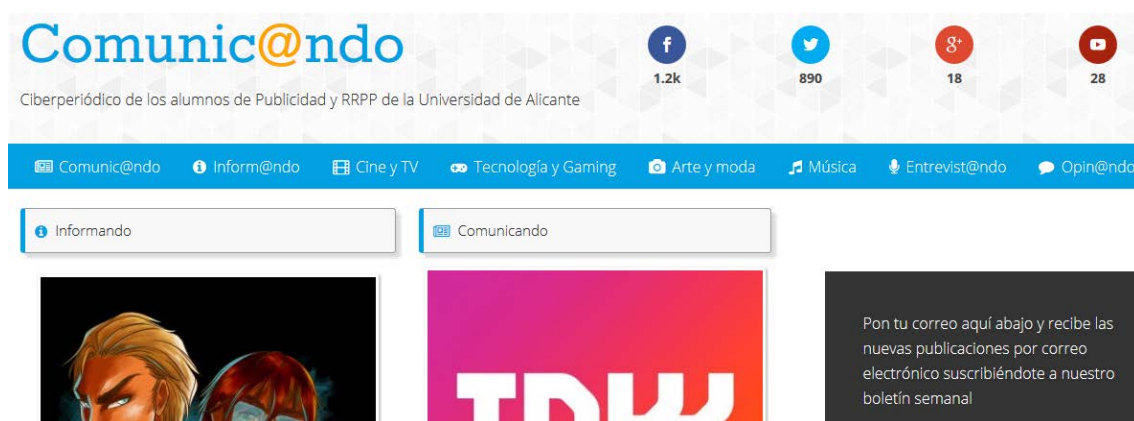 Comunic@ndo
Ciberperiódico de los alumnos de Publicidad y RRPP de la Universidad de Alicante
1.2k
890
18
28
Comunic@ndo Inform@ndo Cine y TV Tecnología y Gaming Arte y moda Música Entrevist@ndo Opin@ndo
Informando
Comunicando
Pon tu correo aquí abajo y recibe las
nuevas publicaciones por correo
electrónico suscribiéndote a nuestro
boletín semanal